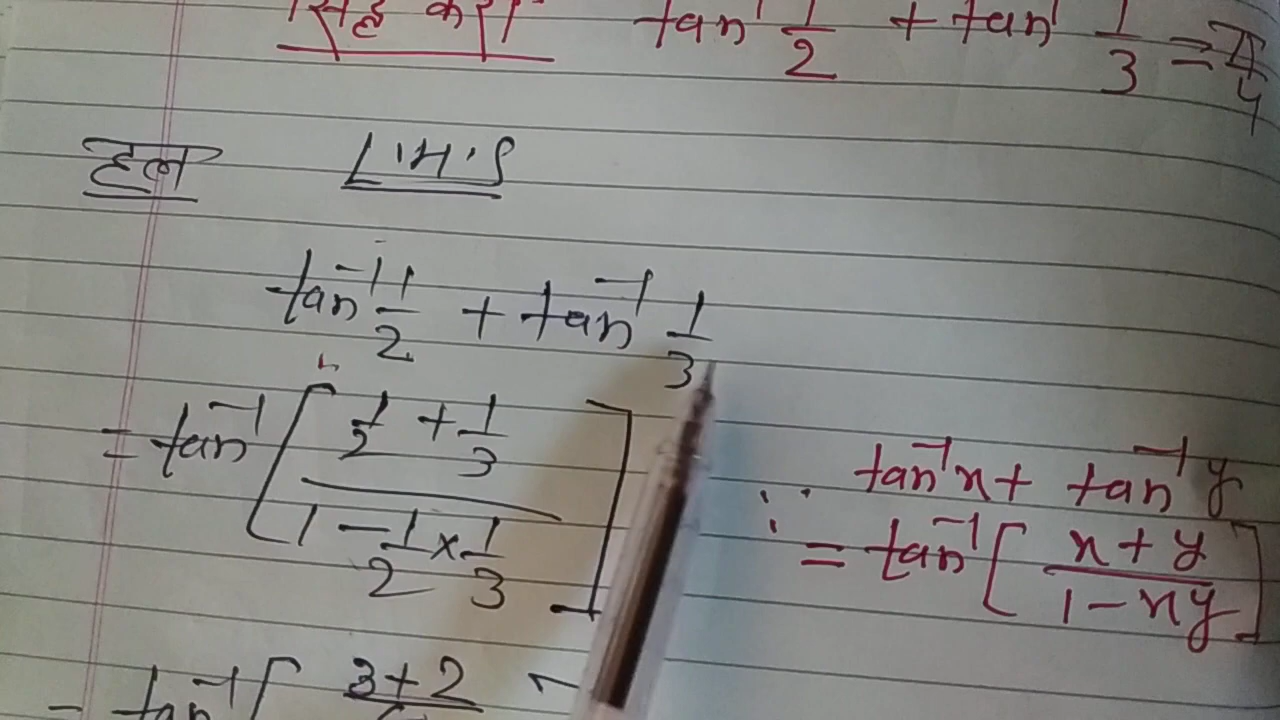 सिद्ध करो tan⁻¹ 1/2 + tan⁻¹ 1/3 = π/4
हल L.H.S
tan⁻¹ 1/2 + tan⁻¹ 1/3
= tan⁻¹ [ (1/2 + 1/3) / (1 - 1/2 × 1/3) ]
∵ tan⁻¹x + tan⁻¹y
= tan⁻¹ [ (x + y) / (1 - xy) ]
= tan⁻¹ [ 3 + 2